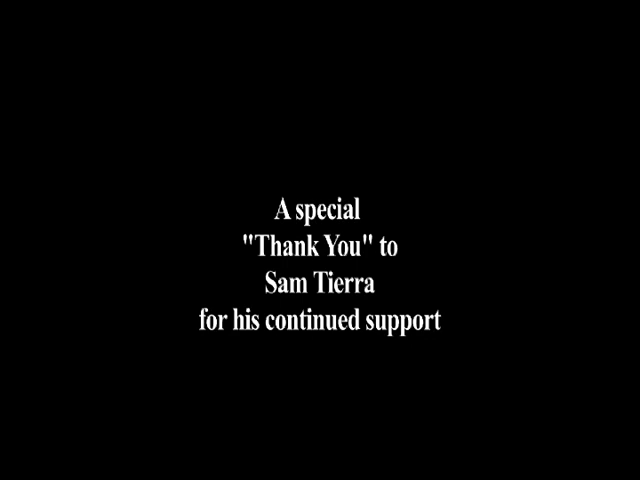 A special
"Thank You" to
Sam Tierra
for his continued support